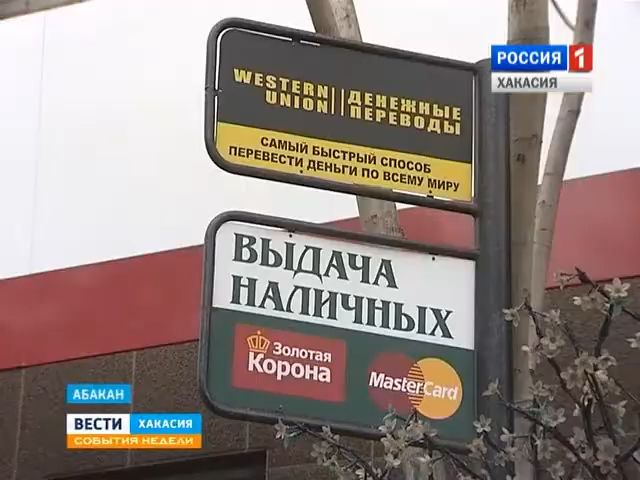 WESTERN UNION || ДЕНЕЖНЫЕ ПЕРЕВОДЫ
САМЫЙ БЫСТРЫЙ СПОСОБ
ПЕРЕВЕСТИ ДЕНЬГИ ПО ВСЕМУ МИРУ
РОССИЯ 1
ХАКАСИЯ
ВЫДАЧА
НАЛИЧНЫХ
Золотая
Корона
MasterCard
АБАКАН
ВЕСТИ ХАКАСИЯ
СОБЫТИЯ НЕДЕЛИ